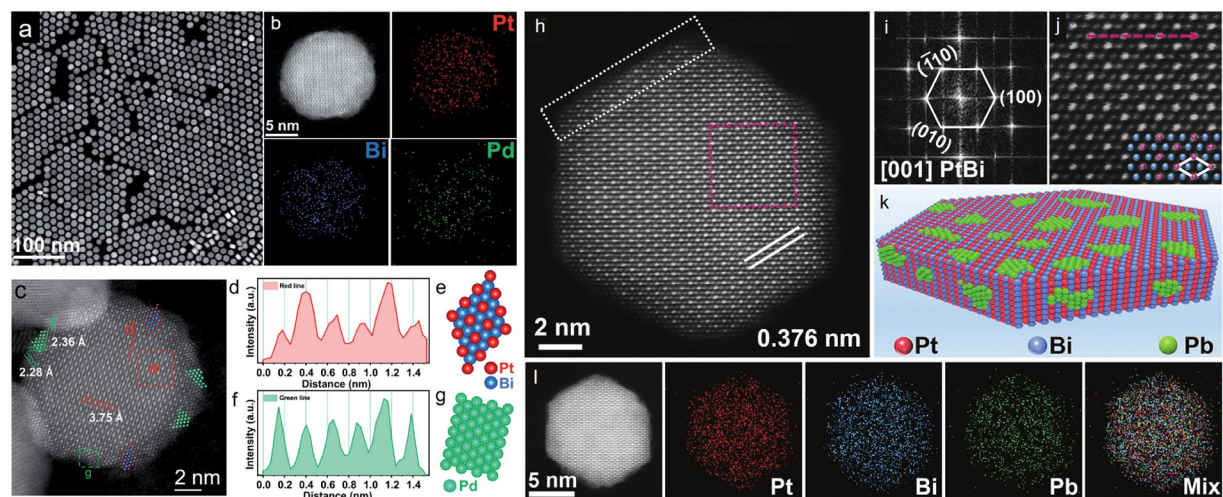 a
100 nm
b
5 nm
Pt
Bi
Pd
c
f
2.36 Å
2.28 Å
d
e
3.75 Å
g
2 nm
d
Red line
Intensity (a.u.)
0.0 0.2 0.4 0.6 0.8 1.0 1.2 1.4
Distance (nm)
e
Pt
Bi
f
Green line
Intensity (a.u.)
0.0 0.2 0.4 0.6 0.8 1.0 1.2 1.4
Distance (nm)
g
Pd
h
2 nm
0.376 nm
i
(1̄10)
(100)
(010)
[001] PtBi
j
k
Pt
Bi
Pb
l
5 nm
Pt
Bi
Pb
Mix